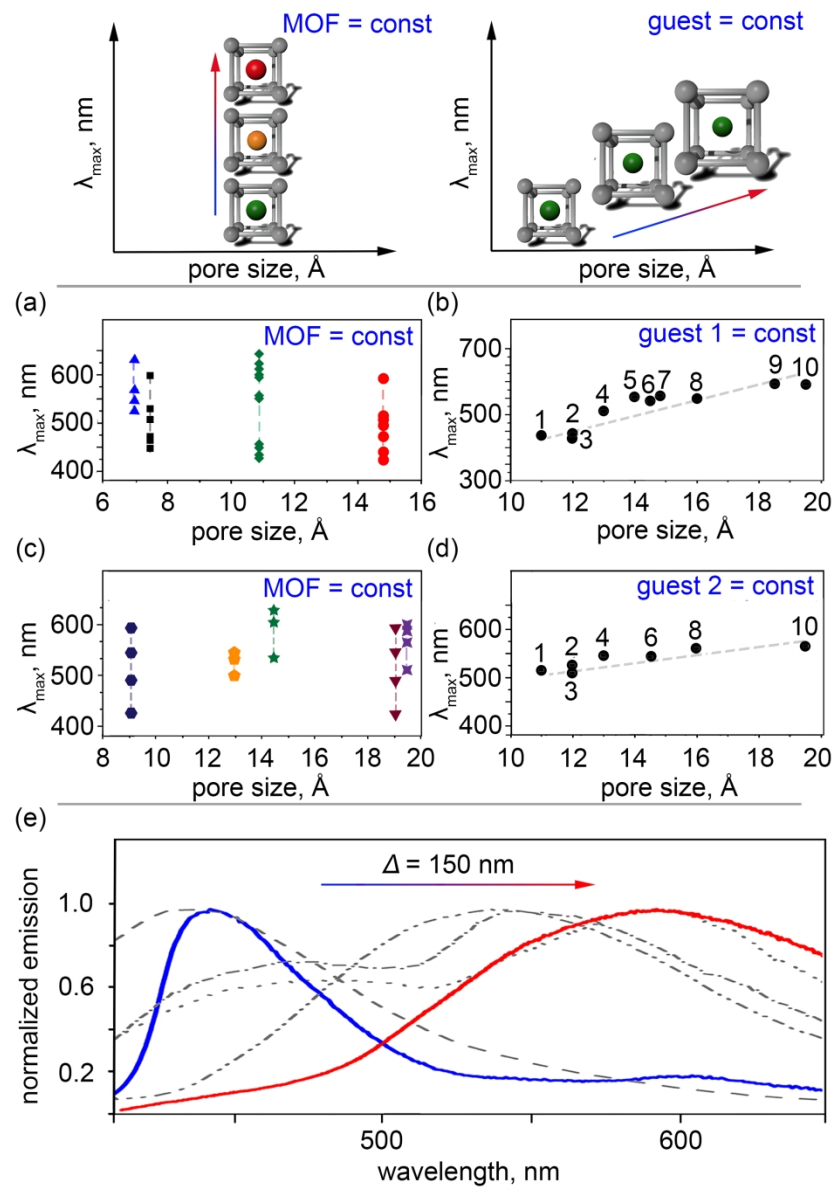 MOF = const
λmax, nm
pore size, Å
guest = const
λmax, nm
pore size, Å
(a)
MOF = const
λmax, nm
600
500
400
6 8 10 12 14 16
pore size, Å
(b)
guest 1 = const
λmax, nm
700
500
300
1 2 3 4 5 6 7 8 9 10
10 12 14 16 18 20
pore size, Å
(c)
MOF = const
λmax, nm
600
500
400
8 10 12 14 16 18 20
pore size, Å
(d)
guest 2 = const
λmax, nm
600
500
400
1 2 3 4 6 8 10
10 12 14 16 18 20
pore size, Å
(e)
Δ = 150 nm
normalized emission
1.0
0.6
0.2
500 600
wavelength, nm